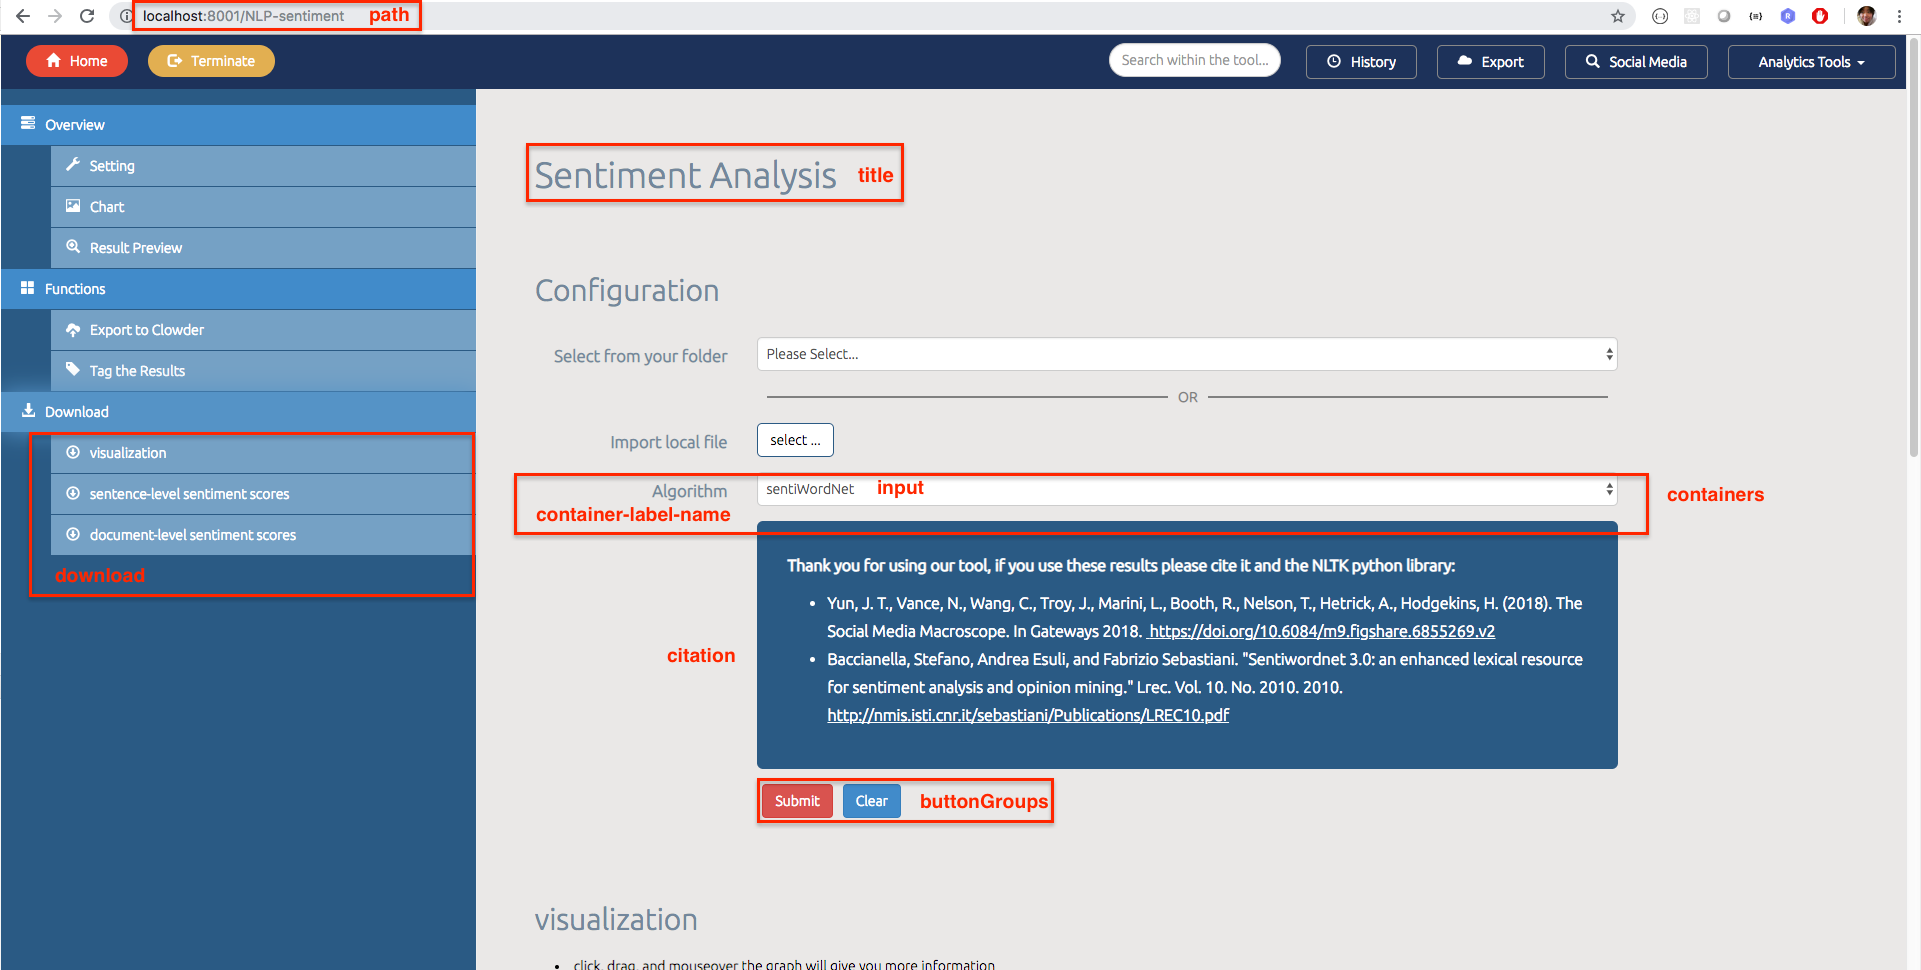 localhost:8001/NLP-sentiment path
Home
Terminate
Search within the tool...
History
Export
Social Media
Analytics Tools
Overview
Setting
Chart
Result Preview
Functions
Export to Clowder
Tag the Results
Download
visualization
sentence-level sentiment scores
document-level sentiment scores
download
Sentiment Analysis title
Configuration
Select from your folder Please Select...
OR
Import local file select ...
Algorithm sentiWordNet input
container-label-name
containers
Thank you for using our tool, if you use these results please cite it and the NLTK python library:
• Yun, J. T., Vance, N., Wang, C., Troy, J., Marini, L., Booth, R., Nelson, T., Hetrick, A., Hodgekins, H. (2018). The
Social Media Macroscope. In Gateways 2018. https://doi.org/10.6084/m9.figshare.6855269.v2
• Baccianella, Stefano, Andrea Esuli, and Fabrizio Sebastiani. "Sentiwordnet 3.0: an enhanced lexical resource
for sentiment analysis and opinion mining." Lrec. Vol. 10. No. 2010. 2010.
http://nmis.isti.cnr.it/sebastiani/Publications/LREC10.pdf
citation
Submit Clear buttonGroups
visualization
• click, drag, and mouseover the graph will give you more information